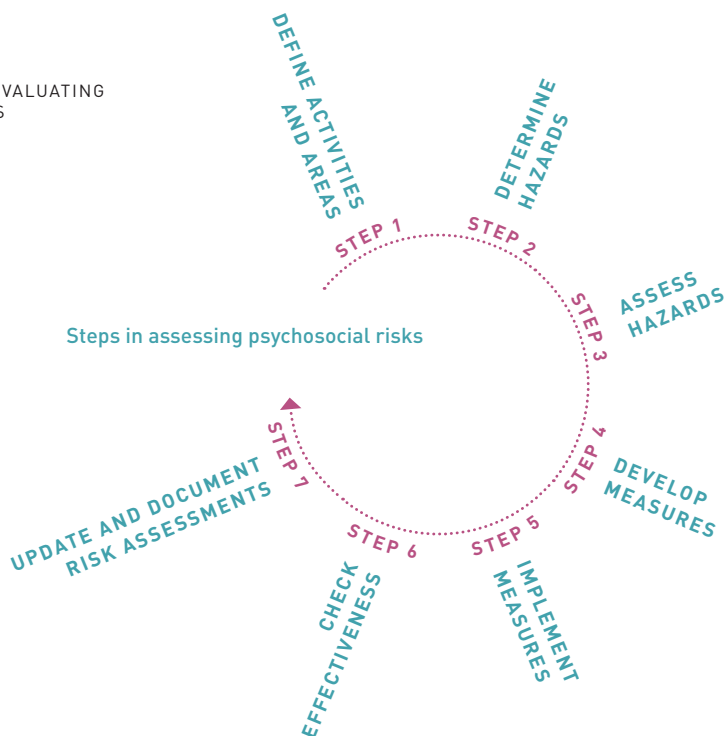 VALUATING
S
DEFINE ACTIVITIES
AND AREAS
STEP 1
DETERMINE
HAZARDS
STEP 2
ASSESS
HAZARDS
STEP 3
Steps in assessing psychosocial risks
DEVELOP
MEASURES
STEP 4
IMPLEMENT
MEASURES
STEP 5
CHECK
EFFECTIVENESS
STEP 6
UPDATE AND DOCUMENT
RISK ASSESSMENTS
STEP 7